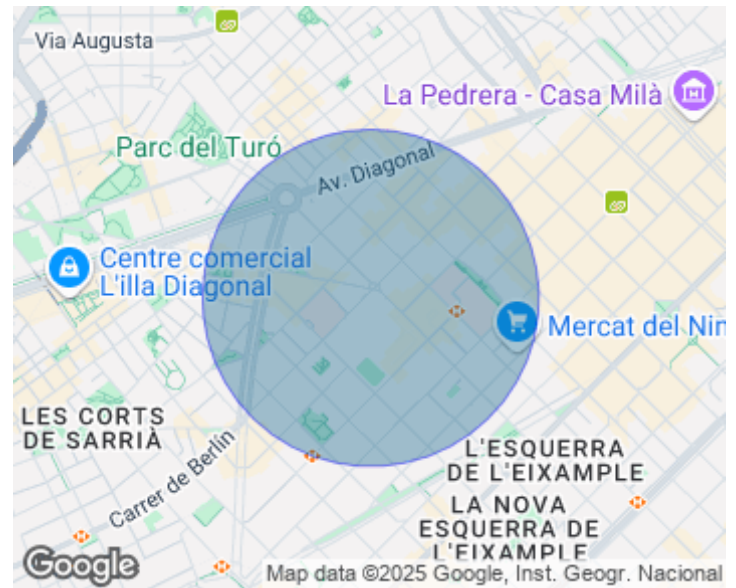 Via Augusta
La Pedrera - Casa Milà
Parc del Turó
Av. Diagonal
Centre comercial
L'illa Diagonal
Mercat del Nin
LES CORTS
DE SARRIÀ
Carrer de Berlín
L'ESQUERRA
DE L'EIXAMPLE
LA NOVA
ESQUERRA DE
L'EIXAMPLE
Google
Map data ©2025 Google, Inst. Geogr. Nacional